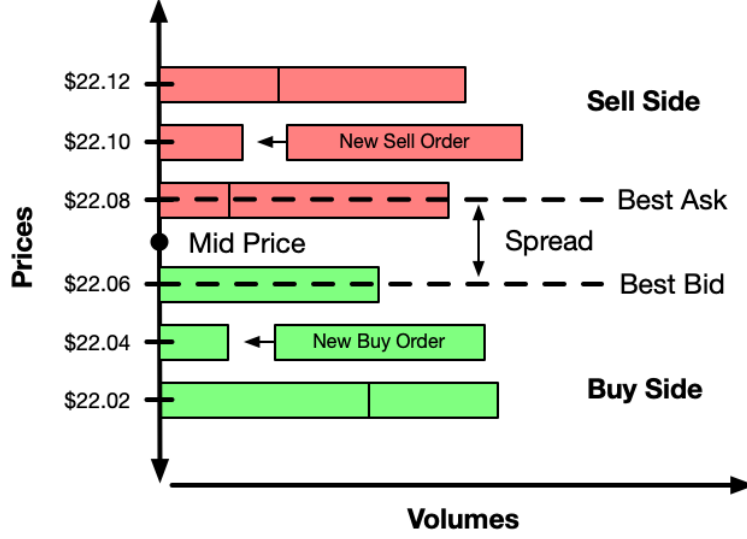 $22.12
Sell Side
$22.10
New Sell Order
$22.08
Best Ask
Mid Price
Spread
Prices
$22.06
Best Bid
$22.04
New Buy Order
$22.02
Buy Side
Volumes